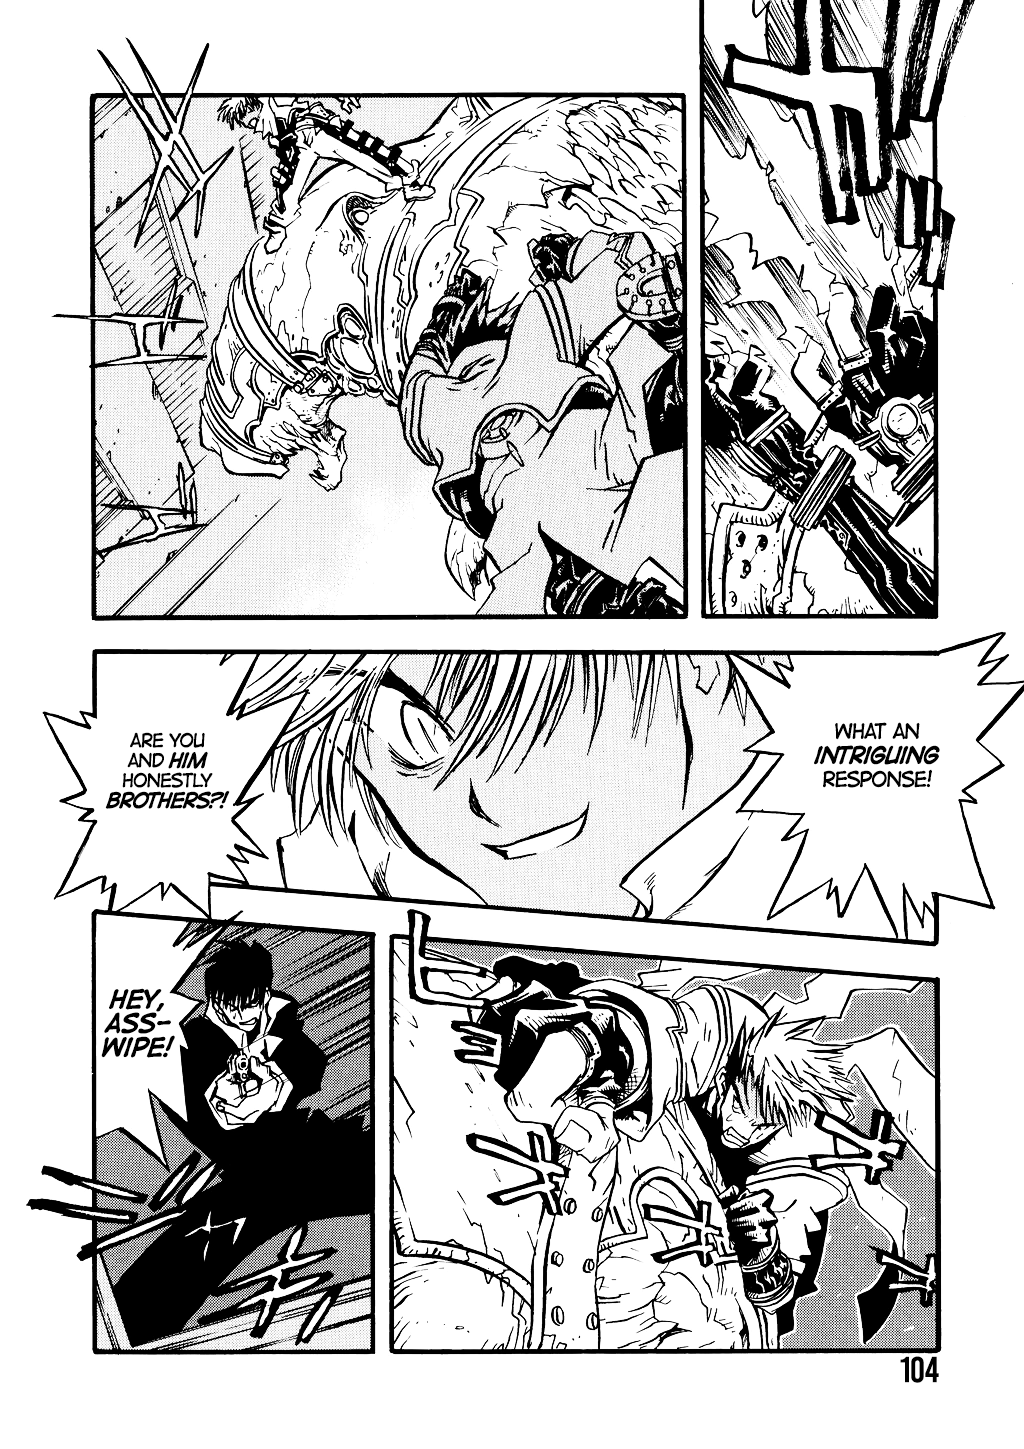 WHAT AN
INTRIGUING
RESPONSE!
ARE YOU
AND HIM
HONESTLY
BROTHERS?!
HEY,
ASS-
WIPE!
104